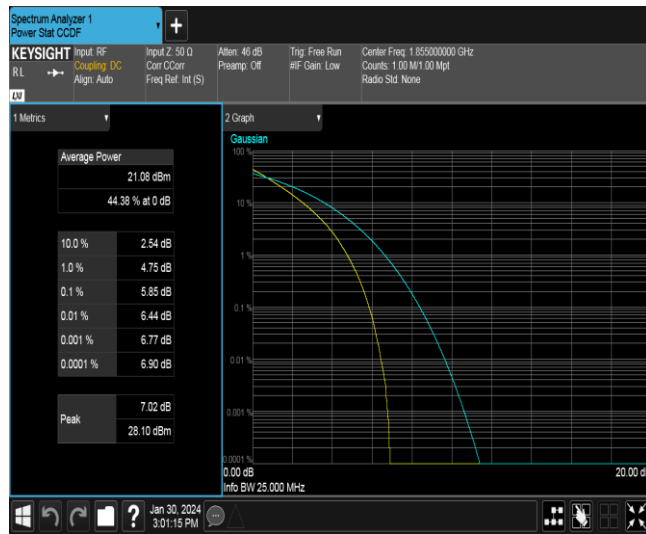 Spectrum Analyzer 1
Power Stat CCDF
+
KEYSIGHT
RL
LXI
Input: RF
Coupling: DC
Align: Auto
Input Z: 50 Ω
Corr CCorr
Freq Ref: Int (S)
Atten: 46 dB
Preamp: Off
Trig: Free Run
#IF Gain: Low
Center Freq: 1.855000000 GHz
Counts: 1.00 M/1.00 Mpt
Radio Std: None
1 Metrics
Average Power
21.08 dBm
44.38 % at 0 dB
10.0 % 2.54 dB
1.0 % 4.75 dB
0.1 % 5.85 dB
0.01 % 6.44 dB
0.001 % 6.77 dB
0.0001 % 6.90 dB
Peak
7.02 dB
28.10 dBm
2 Graph
Gaussian
100 %
10 %
1 %
0.1 %
0.01 %
0.001 %
0.0001 %
0.00 dB 20.00 d
Info BW 25.000 MHz
?
Jan 30, 2024
3:01:15 PM